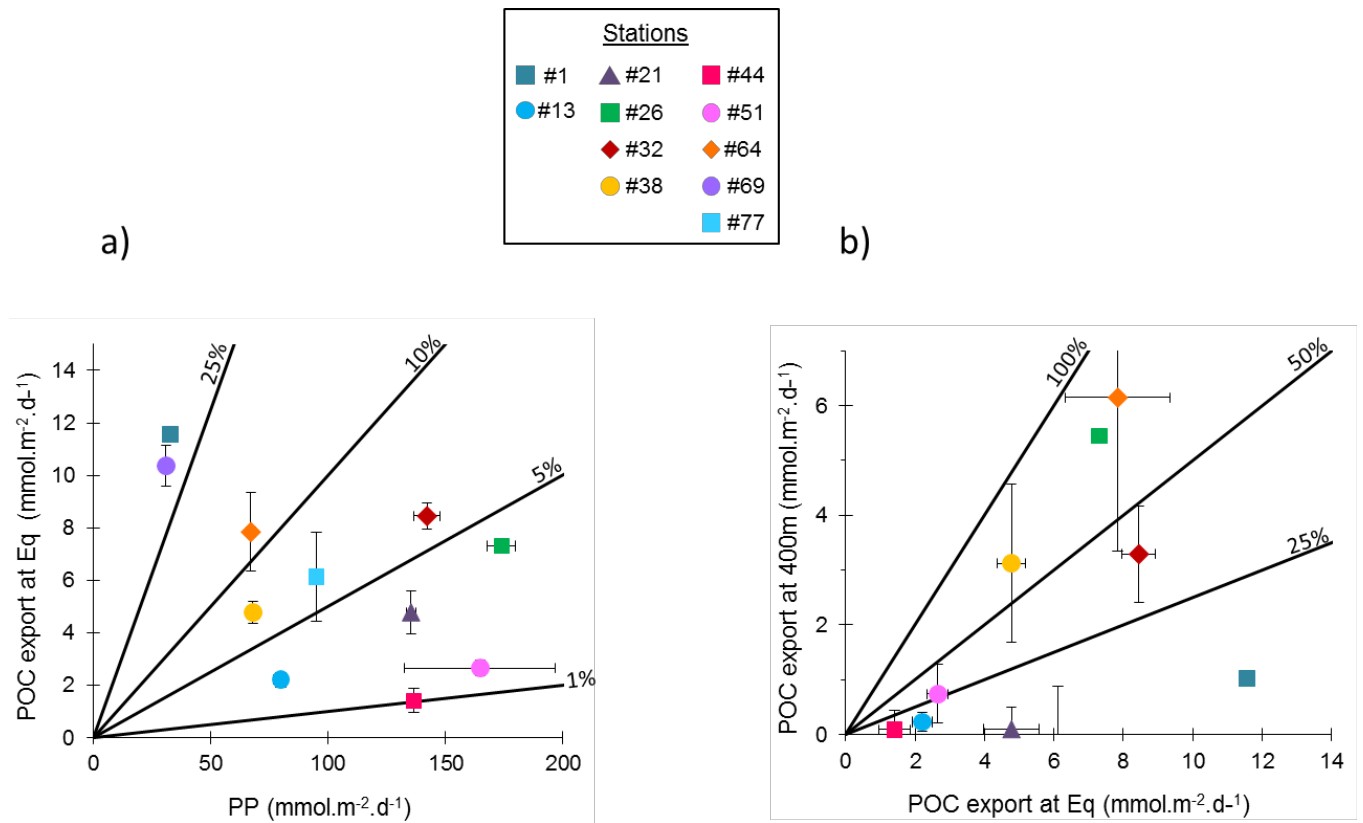 Stations
#1 #21 #44
#13 #26 #51
#32 #64
#38 #69
#77
a)
b)
25%
10%
5%
1%
14
12
10
8
6
4
2
0
POC export at Eq (mmol.m-2.d-1)
0 50 100 150 200
PP (mmol.m-2.d-1)
100%
50%
25%
6
4
2
0
POC export at 400m (mmol.m-2.d-1)
0 2 4 6 8 10 12 14
POC export at Eq (mmol.m-2.d-1)